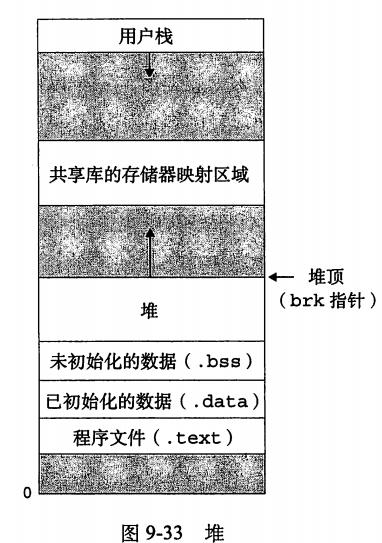 用户栈
共享库的存储器映射区域
堆顶
(brk 指针)
堆
未初始化的数据(.bss)
已初始化的数据(.data)
程序文件(.text)
0
图 9-33 堆